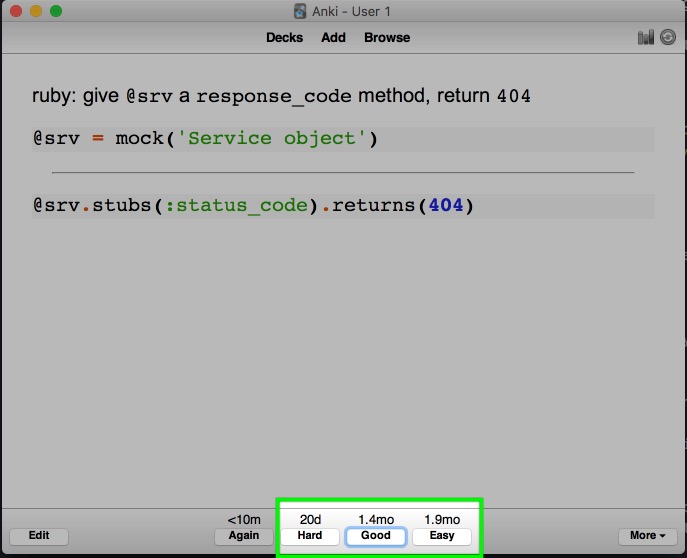 Anki - User 1
Decks Add Browse
ruby: give @srv a response_code method, return 404
@srv = mock('Service object')
@srv.stubs(:status_code).returns(404)
<10m 20d 1.4mo 1.9mo
Edit Again Hard Good Easy More